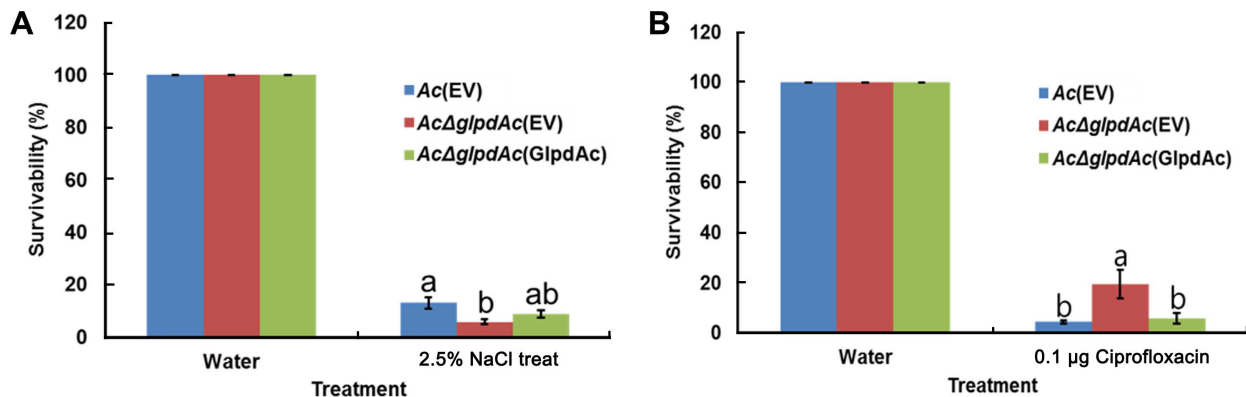 A
120
100
80
60
40
20
0
Survivability (%)
Ac(EV)
AcΔglpdAc(EV)
AcΔglpdAc(GlpdAc)
a
b
ab
Water
2.5% NaCl treat
Treatment
B
120
100
80
60
40
20
0
Survivability (%)
Ac(EV)
AcΔglpdAc(EV)
AcΔglpdAc(GlpdAc)
b
a
b
Water
0.1 µg Ciprofloxacin
Treatment